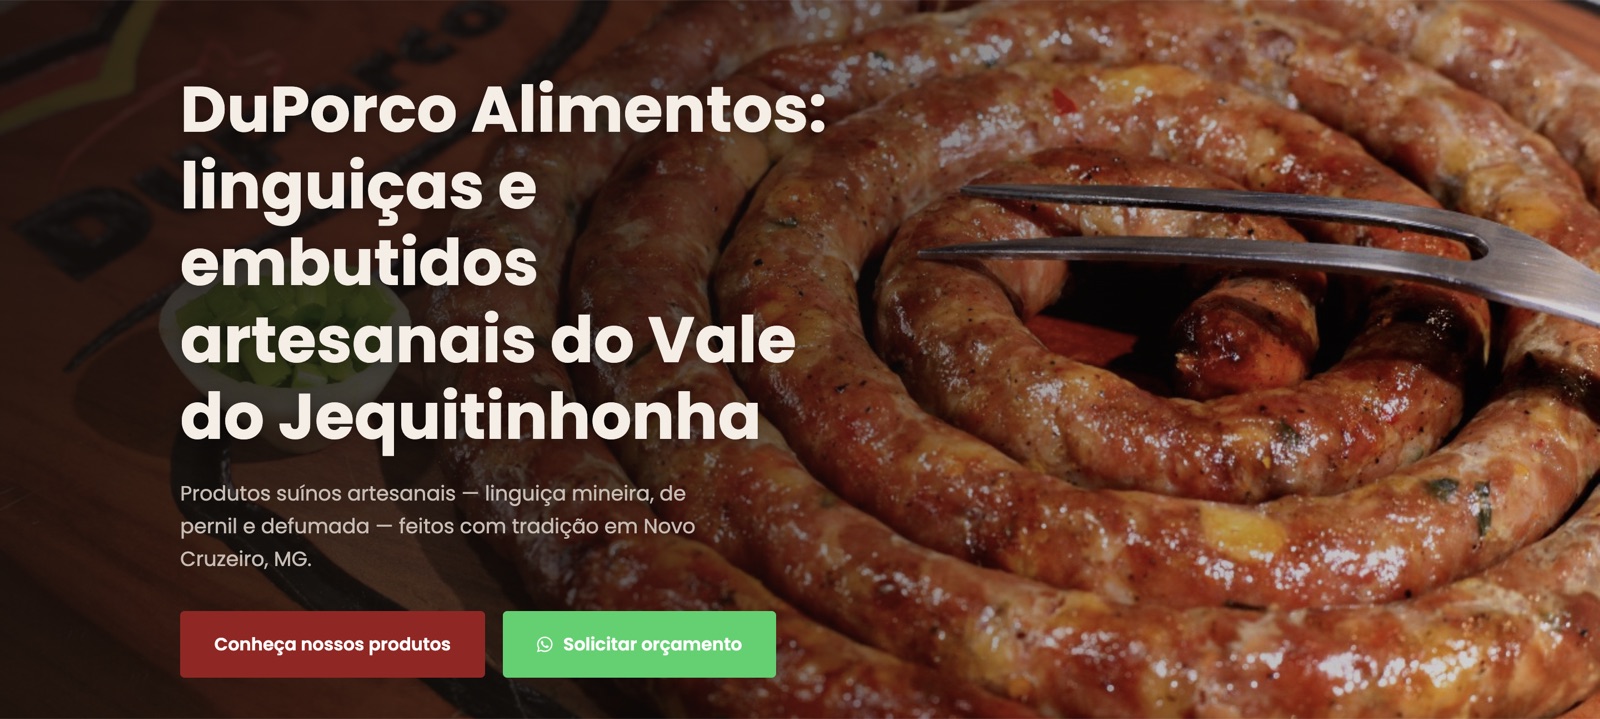 DuPorco
DuPorco Alimentos:
linguiças e
embutidos
artesanais do Vale
do Jequitinhonha
Produtos suínos artesanais — linguiça mineira, de
pernil e defumada — feitos com tradição em Novo
Cruzeiro, MG.
Conheça nossos produtos
Solicitar orçamento